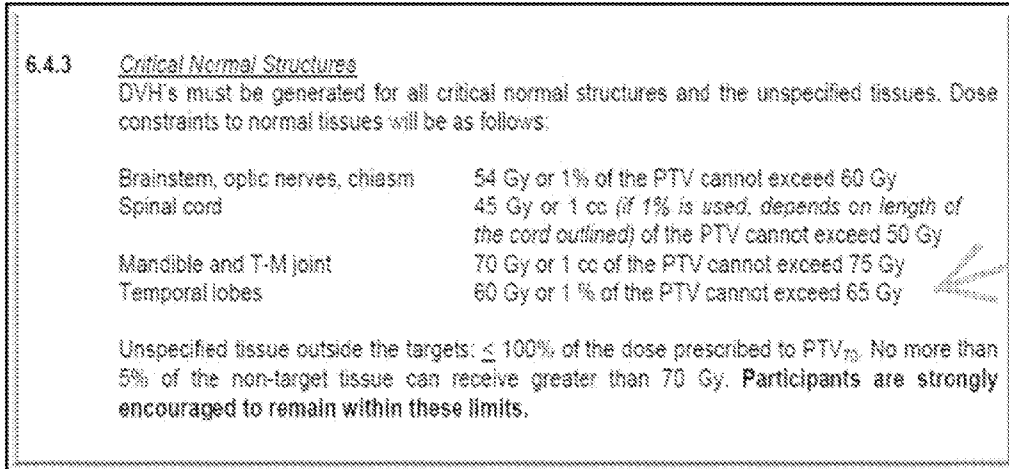 6.4.3 Critical Normal Structures
DVH's must be generated for all critical normal structures and the unspecified tissues. Dose
constraints to normal tissues will be as follows:
Brainstem, optic nerves, chiasm 54 Gy or 1% of the PTV cannot exceed 60 Gy
Spinal cord 45 Gy or 1 cc (if 1% is used, depends on length of
the cord outlined) of the PTV cannot exceed 50 Gy
Mandible and T-M joint 70 Gy or 1 cc of the PTV cannot exceed 75 Gy
Temporal lobes 60 Gy or 1 % of the PTV cannot exceed 65 Gy
Unspecified tissue outside the targets: ≤ 100% of the dose prescribed to PTV70. No more than
5% of the non-target tissue can receive greater than 70 Gy. Participants are strongly
encouraged to remain within these limits.